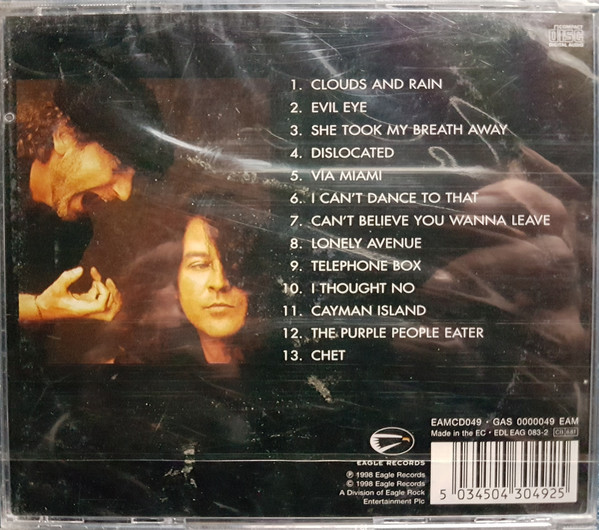 COMPACT
DISC
DIGITAL AUDIO
1. CLOUDS AND RAIN
2. EVIL EYE
3. SHE TOOK MY BREATH AWAY
4. DISLOCATED
5. VIA MIAMI
6. I CAN'T DANCE TO THAT
7. CAN'T BELIEVE YOU WANNA LEAVE
8. LONELY AVENUE
9. TELEPHONE BOX
10. I THOUGHT NO
11. CAYMAN ISLAND
12. THE PURPLE PEOPLE EATER
13. CHET
EAMCD049 • GAS 0000049 EAM
Made in the EC • EDL EAG 083-2
EAGLE RECORDS
℗ 1998 Eagle Records
© 1998 Eagle Records
A Division of Eagle Rock
Entertainment Plc
5 034504 304925